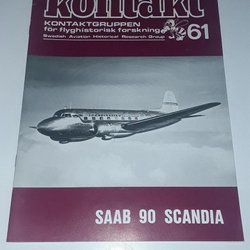 kontakt
KONTAKTGRUPPEN
för flyghistorisk forskning
Swedish Aviation Historical Research Group
61
SAAB 90 SCANDIA